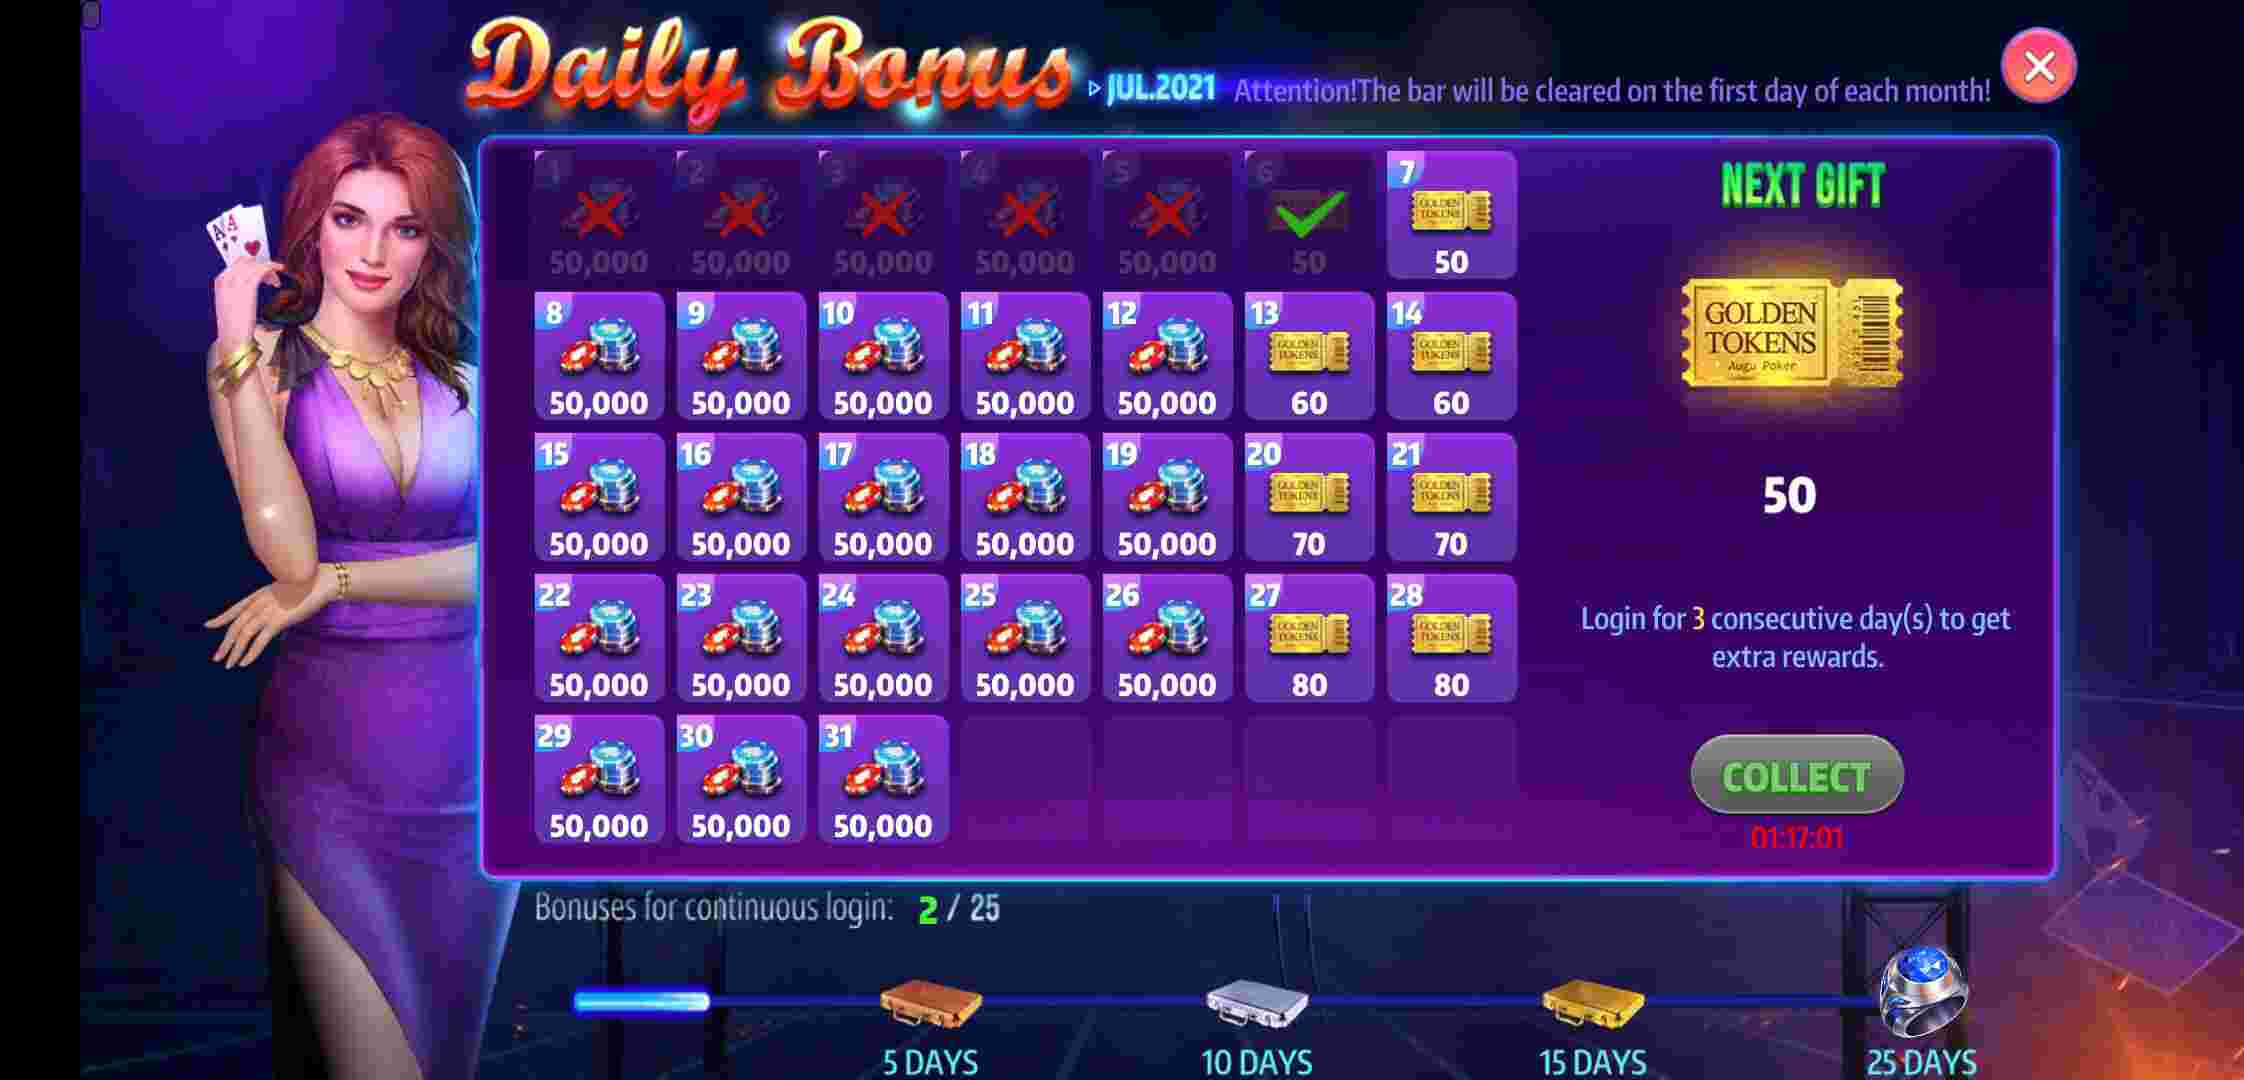 Daily Bonus
JUL.2021
Attention!The bar will be cleared on the first day of each month!
1 2 3 4 5 6 7
50,000 50,000 50,000 50,000 50,000 50 50
8 9 10 11 12 13 14
50,000 50,000 50,000 50,000 50,000 60 60
15 16 17 18 19 20 21
50,000 50,000 50,000 50,000 50,000 70 70
22 23 24 25 26 27 28
50,000 50,000 50,000 50,000 50,000 80 80
29 30 31
50,000 50,000 50,000
NEXT GIFT
GOLDEN
TOKENS
Augu Poker
50
Login for 3 consecutive day(s) to get
extra rewards.
COLLECT
01:17:01
Bonuses for continuous login: 2 / 25
5 DAYS 10 DAYS 15 DAYS 25 DAYS